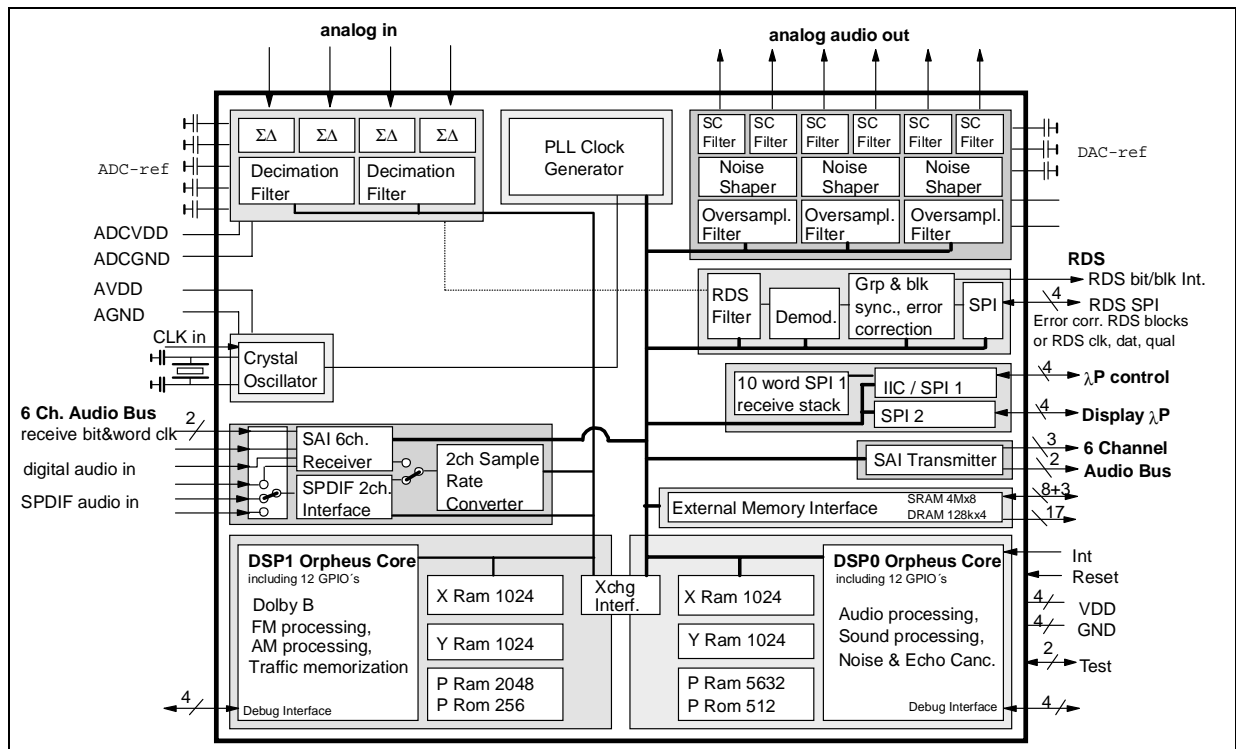 analog in
analog audio out
ΣΔ
ΣΔ
ΣΔ
ΣΔ
Decimation
Filter
Decimation
Filter
ADC-ref
ADCVDD
ADCGND
AVDD
AGND
CLK in
Crystal
Oscillator
PLL Clock
Generator
SC
Filter
SC
Filter
SC
Filter
SC
Filter
SC
Filter
SC
Filter
Noise
Shaper
Noise
Shaper
Noise
Shaper
Oversampl.
Filter
Oversampl.
Filter
Oversampl.
Filter
DAC-ref
RDS
Filter
Demod.
Grp & blk
sync., error
correction
SPI
RDS
RDS bit/blk Int.
4
RDS SPI
Error corr. RDS blocks
or RDS clk, dat, qual
10 word SPI 1
receive stack
IIC / SPI 1
SPI 2
4
λP control
4
Display λP
6 Ch. Audio Bus
receive bit&word clk
2
digital audio in
SPDIF audio in
SAI 6ch.
Receiver
SPDIF 2ch.
Interface
2ch Sample
Rate
Converter
SAI Transmitter
3
6 Channel
2
Audio Bus
External Memory Interface
SRAM 4Mx8
DRAM 128kx4
8+3
17
DSP1 Orpheus Core
including 12 GPIO´s
Dolby B
FM processing,
AM processing,
Traffic memorization
Debug Interface
4
X Ram 1024
Y Ram 1024
P Ram 2048
P Rom 256
Xchg
Interf.
X Ram 1024
Y Ram 1024
P Ram 5632
P Rom 512
DSP0 Orpheus Core
including 12 GPIO´s
Audio processing,
Sound processing,
Noise & Echo Canc.
Debug Interface
Int
Reset
4
VDD
4
GND
2
Test
4